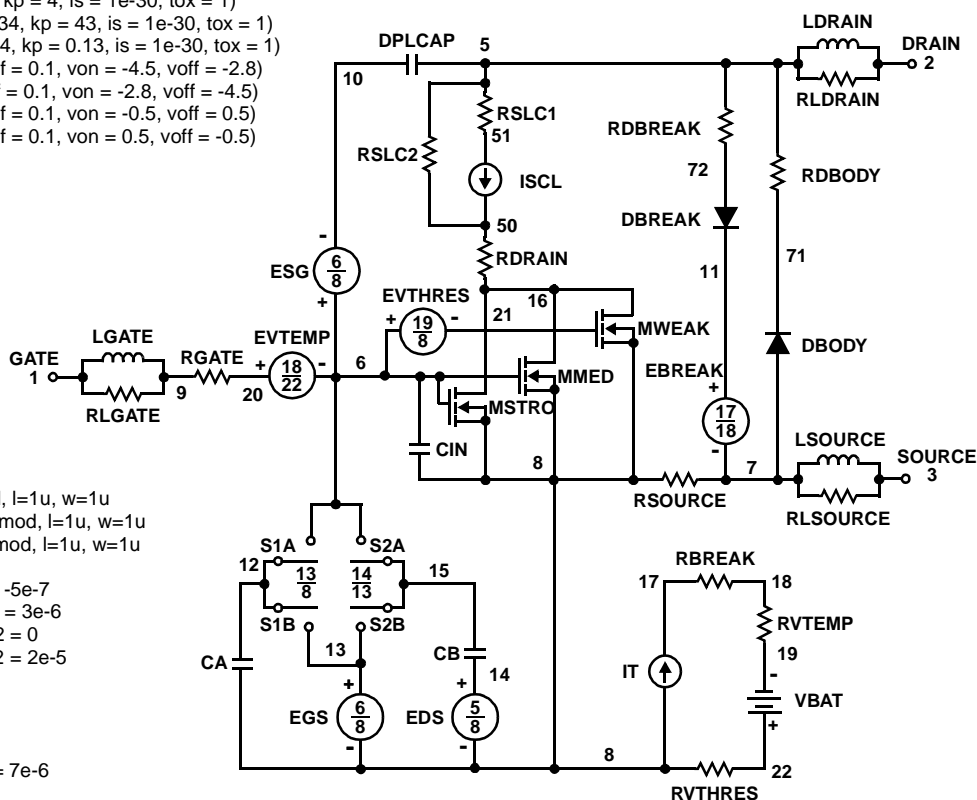 kp = 4, is = 1e-30, tox = 1)
34, kp = 43, is = 1e-30, tox = 1)
4, kp = 0.13, is = 1e-30, tox = 1)
ff = 0.1, von = -4.5, voff = -2.8)
f = 0.1, von = -2.8, voff = -4.5)
ff = 0.1, von = -0.5, voff = 0.5)
ff = 0.1, von = 0.5, voff = -0.5)
LDRAIN
DPLCAP
5
DRAIN
2
10
RLDRAIN
RSLC1
51
RDBREAK
RSLC2
72
RDBODY
ISCL
DBREAK
50
-
RDRAIN
71
ESG
6
8
11
+
EVTHRES
16
+
19
8
-
21
MWEAK
LGATE
EVTEMP
GATE
1
RGATE
+
18
22
-
6
MMED
DBODY
EBREAK
+
9
20
MSTRO
RLGATE
17
18
-
LSOURCE
CIN
8
7
SOURCE
3
RSOURCE
RLSOURCE
l, l=1u, w=1u
mod, l=1u, w=1u
mod, l=1u, w=1u
S1A
S2A
RBREAK
12
13
8
14
13
15
17
18
-5e-7
= 3e-6
S1B
S2B
RVTEMP
2 = 0
2 = 2e-5
13
CB
19
CA
14
IT
-
+
+
VBAT
EGS
6
8
EDS
5
8
+
-
-
8
= 7e-6
22
RVTHRES